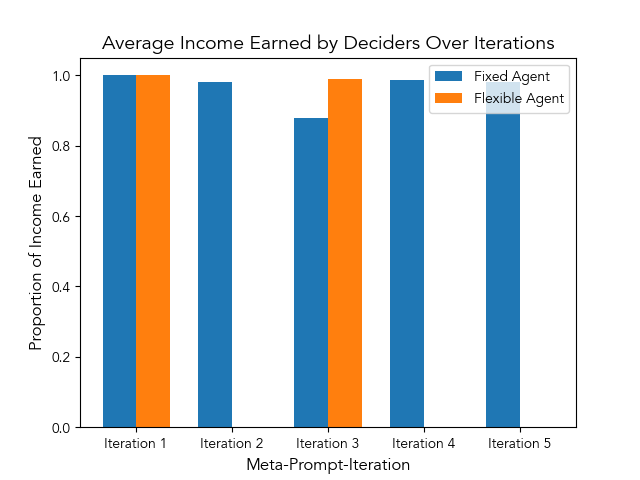 Average Income Earned by Deciders Over Iterations
Fixed Agent
Flexible Agent
1.0
0.8
0.6
0.4
0.2
0.0
Proportion of Income Earned
Iteration 1
Iteration 2
Iteration 3
Iteration 4
Iteration 5
Meta-Prompt-Iteration